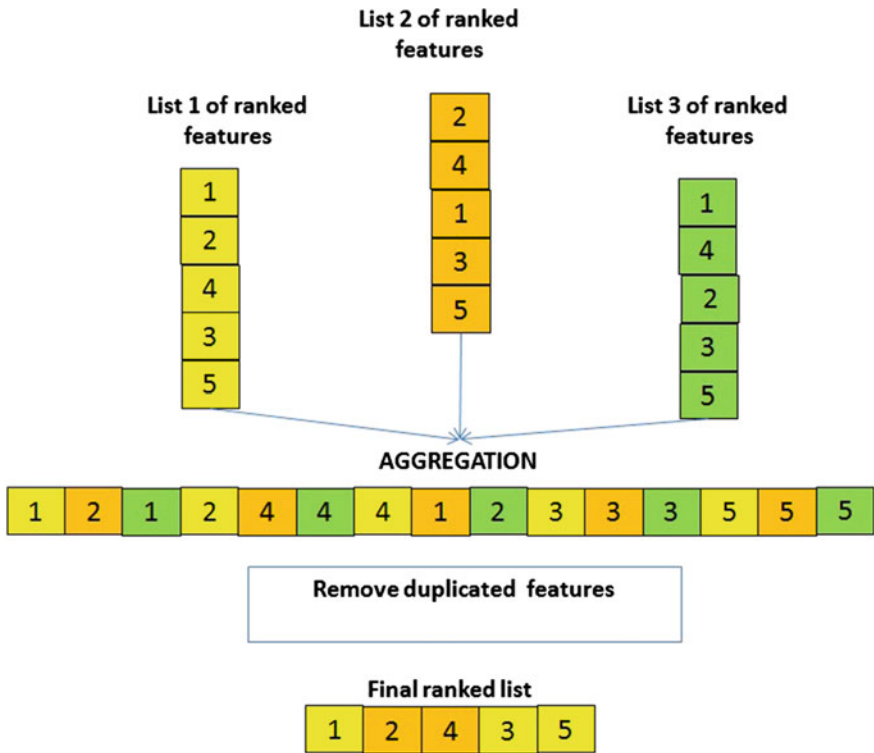 List 2 of ranked
features
List 1 of ranked
features
List 3 of ranked
features
1
2
4
3
5
2
4
1
3
5
1
4
2
3
5
AGGREGATION
1 2 1 2 4 4 4 1 2 3 3 3 5 5 5
Remove duplicated features
Final ranked list
1 2 4 3 5